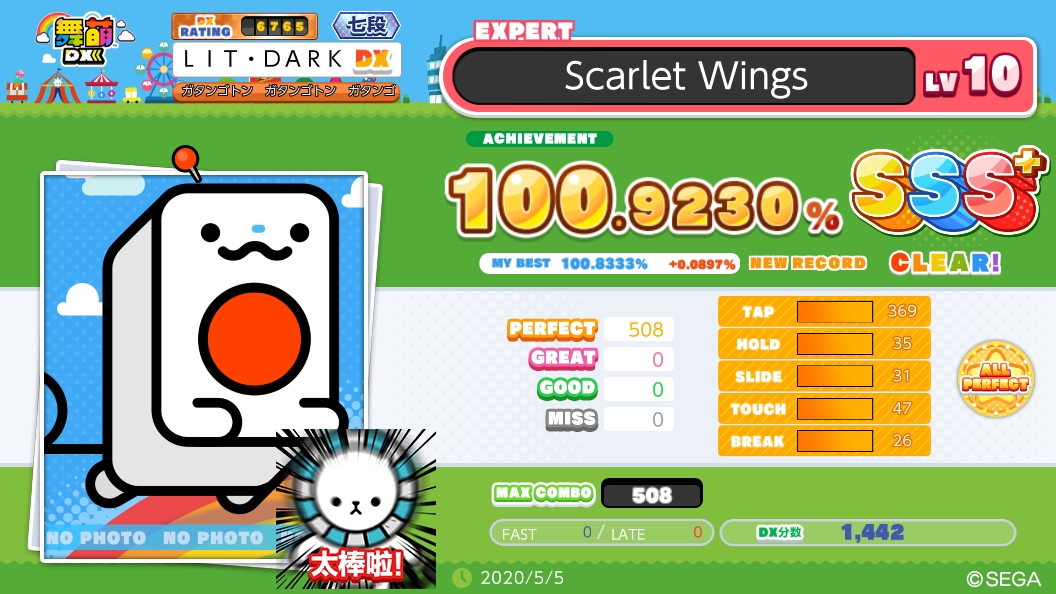 舞萌
DX
DX RATING 6765
七段
LIT・DARK DX
ガタンゴトン　ガタンゴトン　ガタンゴ
EXPERT
Scarlet Wings
LV 10
ACHIEVEMENT
100.9230%
SSS+
MY BEST 100.8333% +0.0897%
NEW RECORD
CLEAR!
PERFECT 508
GREAT 0
GOOD 0
MISS 0
TAP 369
HOLD 35
SLIDE 31
TOUCH 47
BREAK 26
ALL PERFECT
NO PHOTO NO PHOTO
太棒啦!
MAX COMBO 508
FAST 0 / LATE 0
DX分数 1,442
2020/5/5
©SEGA